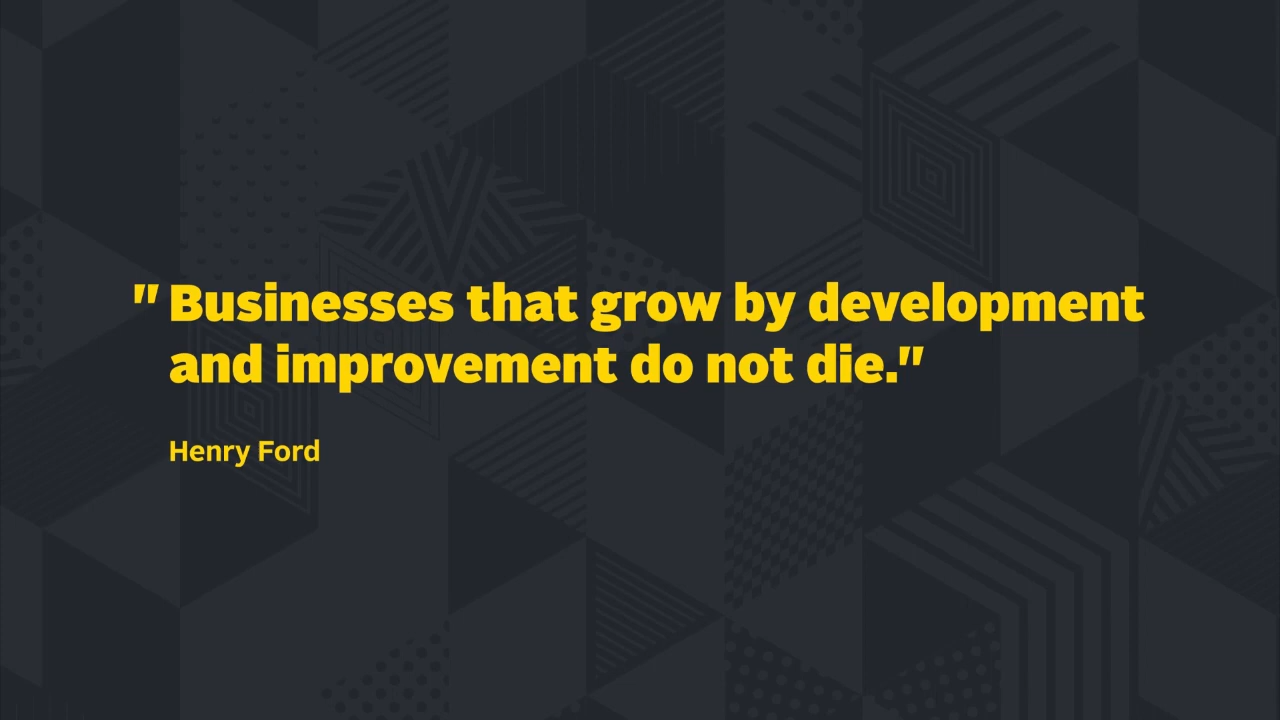 "Businesses that grow by development
and improvement do not die."
Henry Ford